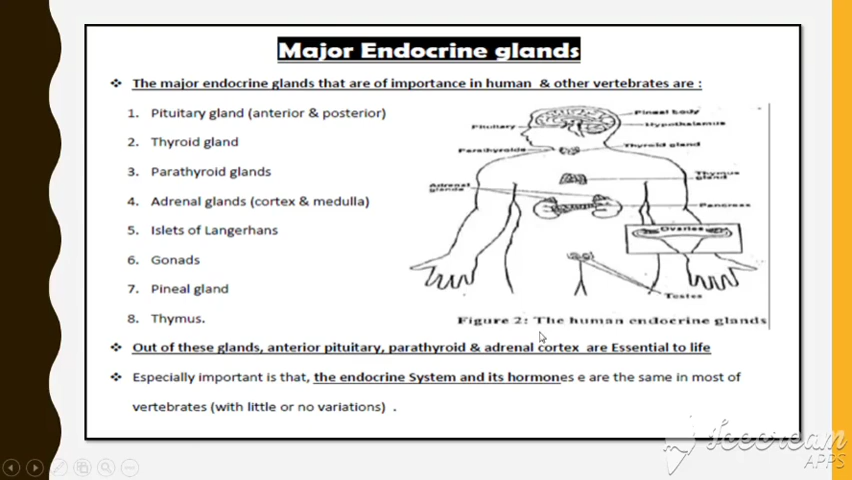 Major Endocrine glands
❖ The major endocrine glands that are of importance in human & other vertebrates are :
1. Pituitary gland (anterior & posterior)
2. Thyroid gland
3. Parathyroid glands
4. Adrenal glands (cortex & medulla)
5. Islets of Langerhans
6. Gonads
7. Pineal gland
8. Thymus.
Pineal body
Pituitary
Hypothalamus
Parathyroids
Thyroid gland
Thymus
gland
Adrenal
glands
Pancreas
Ovaries
Testes
Figure 2: The human endocrine glands
❖ Out of these glands, anterior pituitary, parathyroid & adrenal cortex are Essential to life
❖ Especially important is that, the endocrine System and its hormones e are the same in most of
vertebrates (with little or no variations) .
Icecream
APPS